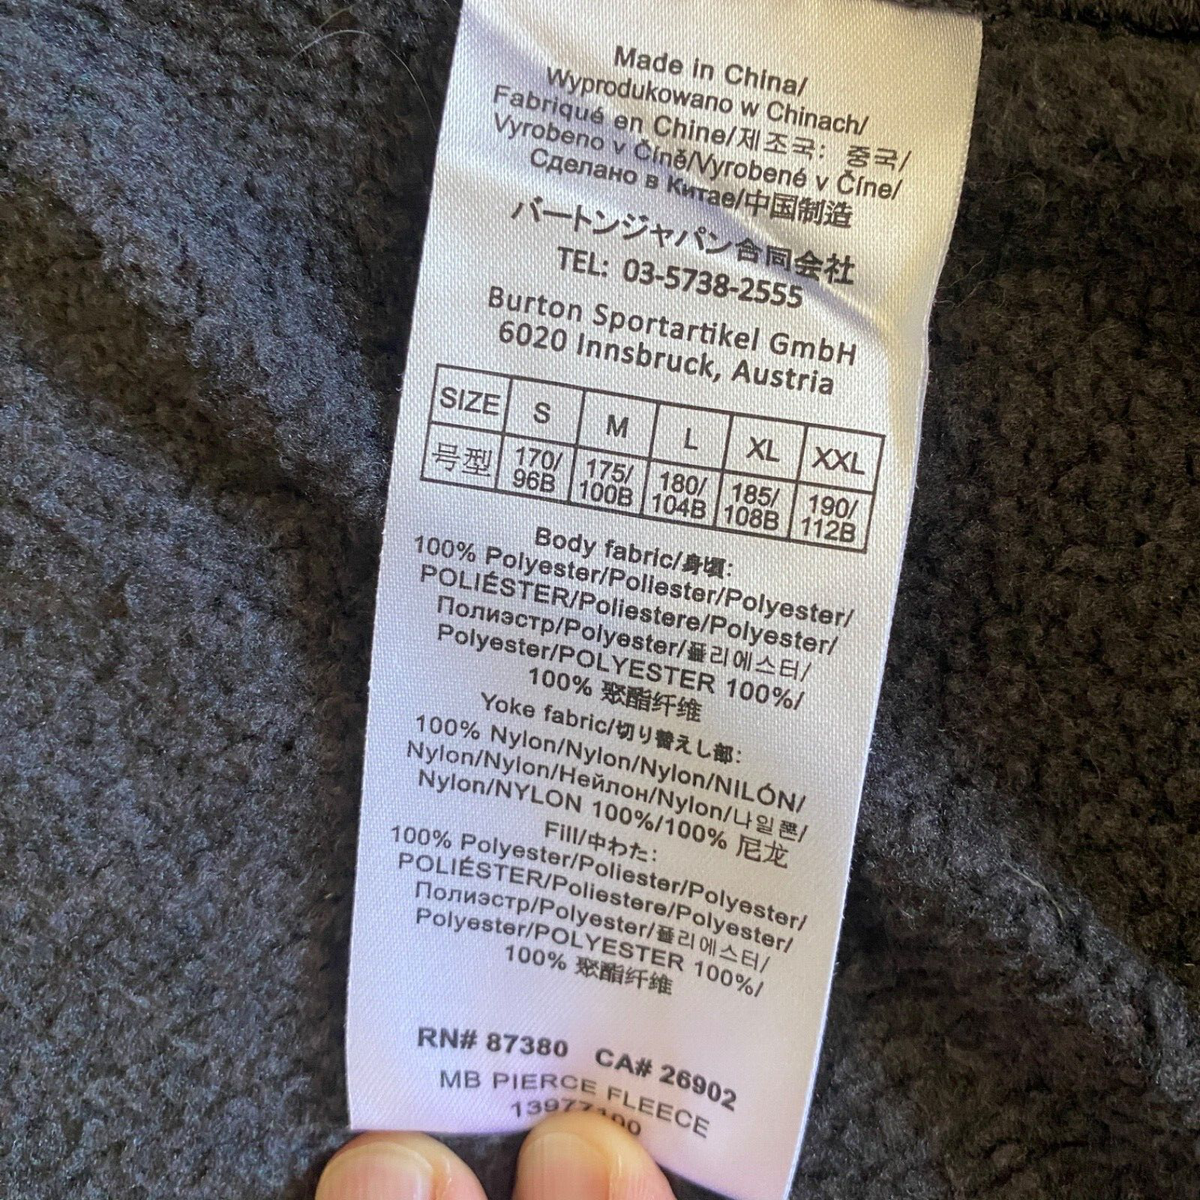 Made in China/
Wyprodukowano w Chinach/
Fabriqué en Chine/제조국: 중국/
Vyrobeno v Číně/Vyrobené v Číne/
Сделано в Китае/中国制造
バートンジャパン合同会社
TEL: 03-5738-2555
Burton Sportartikel GmbH
6020 Innsbruck, Austria
SIZE S M L XL XXL
号型 170/96B 175/100B 180/104B 185/108B 190/112B
Body fabric/身頃:
100% Polyester/Poliester/Polyester/
POLIÉSTER/Poliestere/Polyester/
Полиэстр/Polyester/폴리에스터/
Polyester/POLYESTER 100%/
100% 聚酯纤维
Yoke fabric/切り替えし部:
100% Nylon/Nylon/Nylon/NILÓN/
Nylon/Nylon/Нейлон/Nylon/나일론/
Nylon/NYLON 100%/100% 尼龙
Fill/中わた:
100% Polyester/Poliester/Polyester/
POLIÉSTER/Poliestere/Polyester/
Полиэстр/Polyester/폴리에스터/
Polyester/POLYESTER 100%/
100% 聚酯纤维
RN# 87380 CA# 26902
MB PIERCE FLEECE